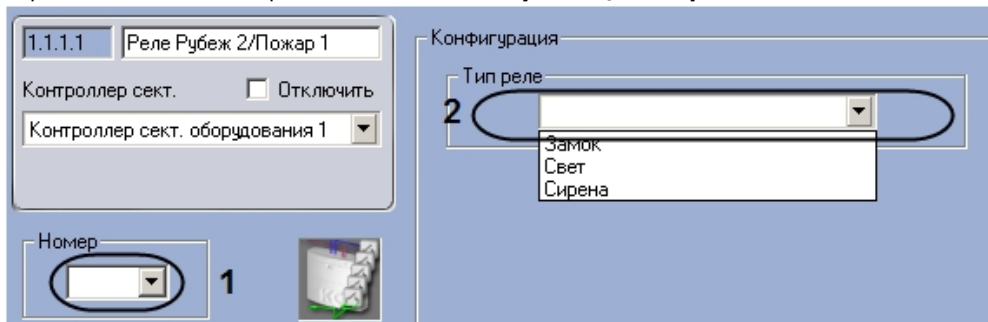 1.1.1.1 Реле Рубеж 2/Пожар 1
Контроллер сект. Отключить
Контроллер сект. оборудования 1
Номер
1
Конфигурация
Тип реле
2
Замок
Свет
Сирена